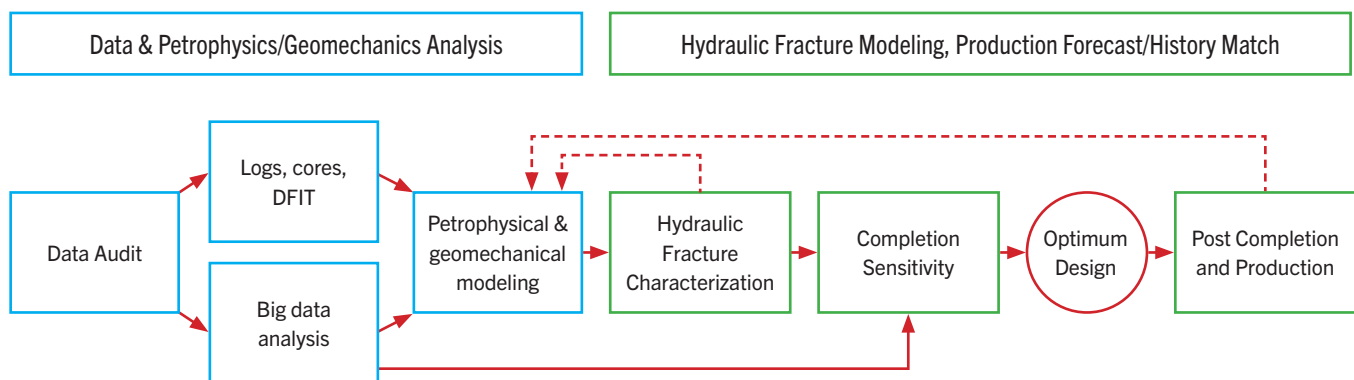 Data & Petrophysics/Geomechanics Analysis
Hydraulic Fracture Modeling, Production Forecast/History Match
Data Audit
Logs, cores,
DFIT
Big data
analysis
Petrophysical &
geomechanical
modeling
Hydraulic
Fracture
Characterization
Completion
Sensitivity
Optimum
Design
Post Completion
and Production